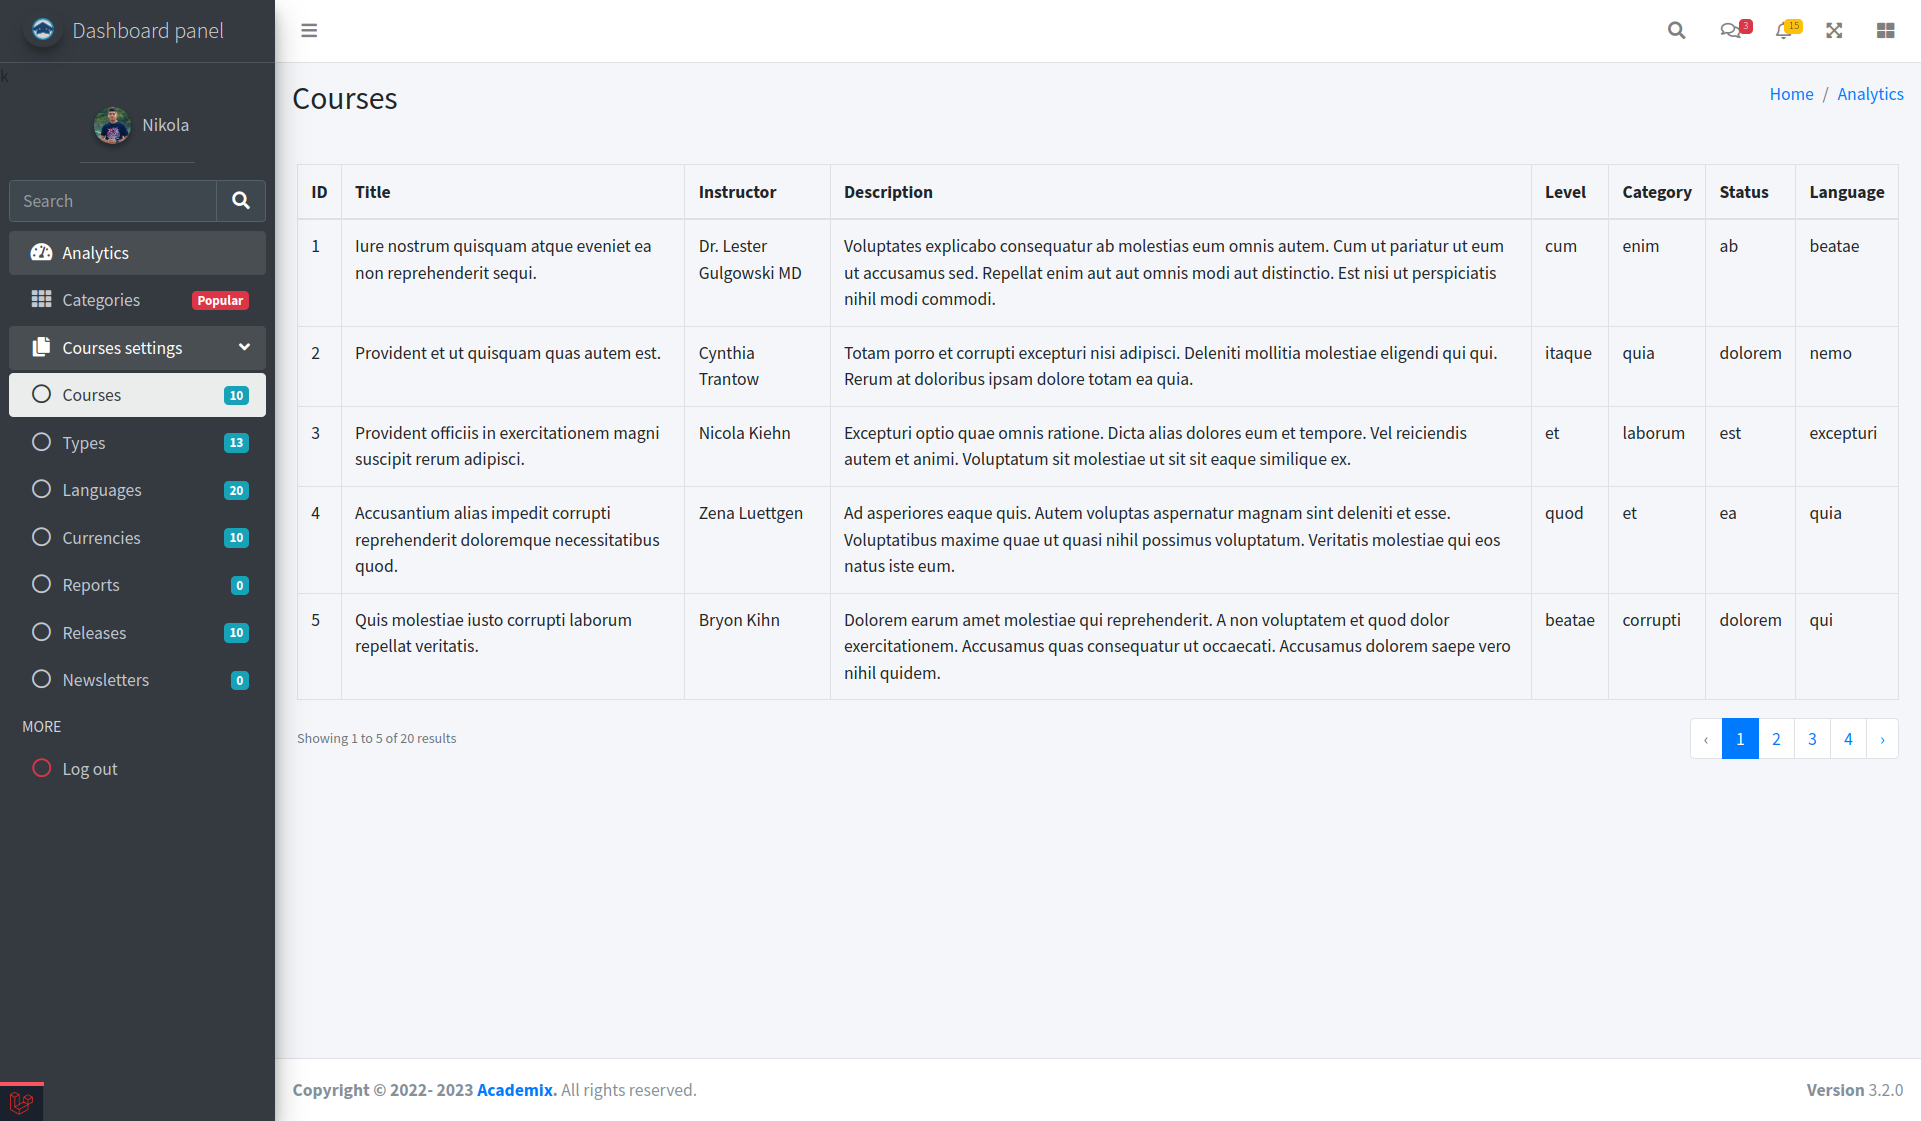 Dashboard panel
3
15
k
Nikola
Search
Analytics
Categories Popular
Courses settings
Courses 10
Types 13
Languages 20
Currencies 10
Reports 0
Releases 10
Newsletters 0
MORE
Log out
Courses
Home / Analytics
ID Title Instructor Description Level Category Status Language
1 Iure nostrum quisquam atque eveniet ea Dr. Lester Voluptates explicabo consequatur ab molestias eum omnis autem. Cum ut pariatur ut eum cum enim ab beatae
non reprehenderit sequi. Gulgowski MD ut accusamus sed. Repellat enim aut aut omnis modi aut distinctio. Est nisi ut perspiciatis
nihil modi commodi.
2 Provident et ut quisquam quas autem est. Cynthia Totam porro et corrupti excepturi nisi adipisci. Deleniti mollitia molestiae eligendi qui qui. itaque quia dolorem nemo
Trantow Rerum at doloribus ipsam dolore totam ea quia.
3 Provident officiis in exercitationem magni Nicola Kiehn Excepturi optio quae omnis ratione. Dicta alias dolores eum et tempore. Vel reiciendis et laborum est excepturi
suscipit rerum adipisci. autem et animi. Voluptatum sit molestiae ut sit sit eaque similique ex.
4 Accusantium alias impedit corrupti Zena Luettgen Ad asperiores eaque quis. Autem voluptas aspernatur magnam sint deleniti et esse. quod et ea quia
reprehenderit doloremque necessitatibus Voluptatibus maxime quae ut quasi nihil possimus voluptatum. Veritatis molestiae qui eos
quod. natus iste eum.
5 Quis molestiae iusto corrupti laborum Bryon Kihn Dolorem earum amet molestiae qui reprehenderit. A non voluptatem et quod dolor beatae corrupti dolorem qui
repellat veritatis. exercitationem. Accusamus quas consequatur ut occaecati. Accusamus dolorem saepe vero
nihil quidem.
Showing 1 to 5 of 20 results
‹ 1 2 3 4 ›
Copyright © 2022- 2023 Academix. All rights reserved.
Version 3.2.0